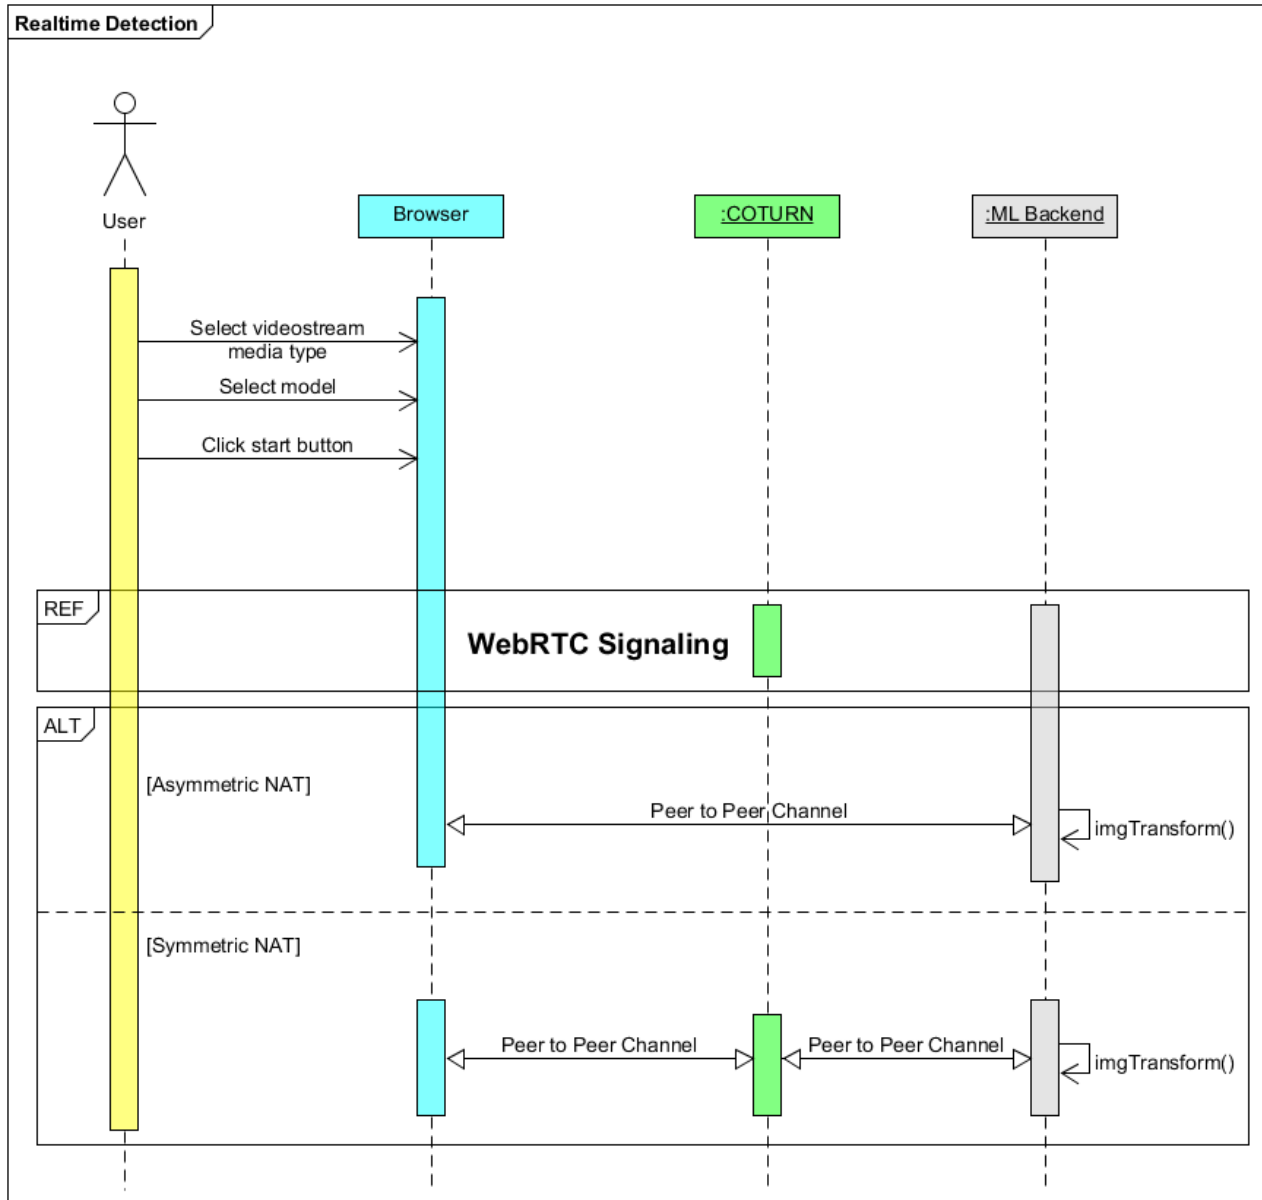 Realtime Detection
User
Browser
:COTURN
:ML Backend
Select videostream
media type
Select model
Click start button
REF
WebRTC Signaling
ALT
[Asymmetric NAT]
Peer to Peer Channel
imgTransform()
[Symmetric NAT]
Peer to Peer Channel
Peer to Peer Channel
imgTransform()